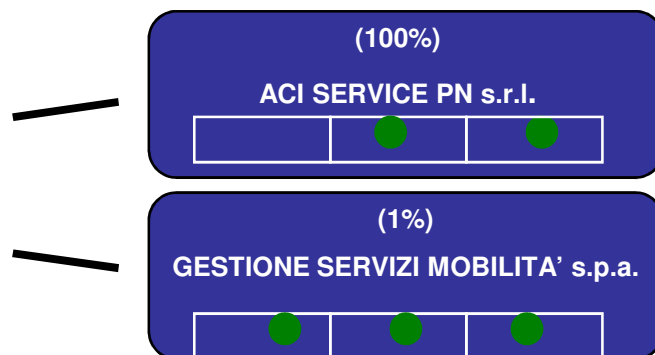 (100%)
ACI SERVICE PN s.r.l.
(1%)
GESTIONE SERVIZI MOBILITA' s.p.a.